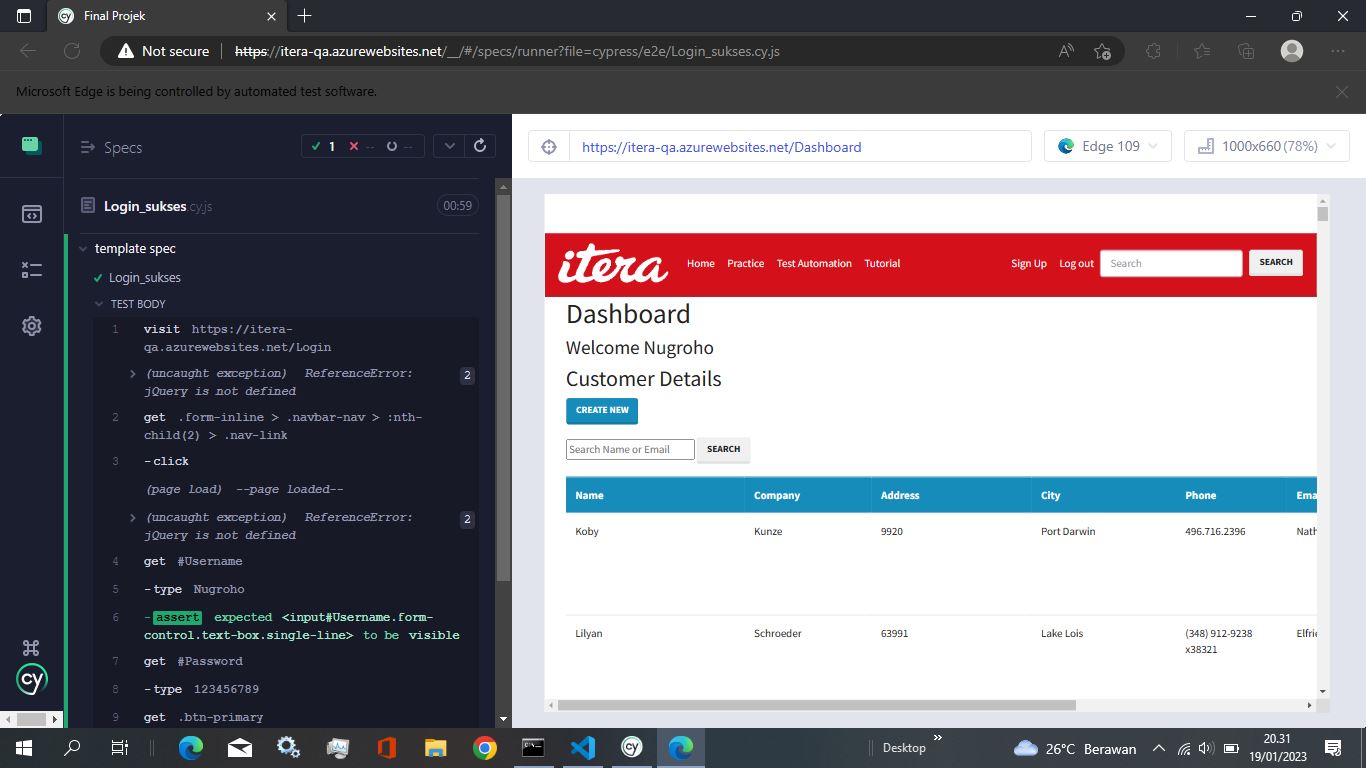 Final Projek
Not secure
https://itera-qa.azurewebsites.net/__/#/specs/runner?file=cypress/e2e/Login_sukses.cy.js
Microsoft Edge is being controlled by automated test software.
Specs
1
--
--
Login_sukses.cy.js
00:59
template spec
Login_sukses
TEST BODY
1 visit https://itera-
qa.azurewebsites.net/Login
(uncaught exception) ReferenceError: 2
jQuery is not defined
2 get .form-inline > .navbar-nav > :nth-
child(2) > .nav-link
3 -click
(page load) --page loaded--
(uncaught exception) ReferenceError: 2
jQuery is not defined
4 get #Username
5 -type Nugroho
6 -assert expected <input#Username.form-
control.text-box.single-line> to be visible
7 get #Password
8 -type 123456789
9 get .btn-primary
cy
https://itera-qa.azurewebsites.net/Dashboard
Edge 109
1000x660 (78%)
itera
Home Practice Test Automation Tutorial
Sign Up Log out Search SEARCH
Dashboard
Welcome Nugroho
Customer Details
CREATE NEW
Search Name or Email SEARCH
Name Company Address City Phone Ema
Koby Kunze 9920 Port Darwin 496.716.2396 Nath
Lilyan Schroeder 63991 Lake Lois (348) 912-9238 Elfrie
x38321
Desktop
26°C Berawan
20.31
19/01/2023